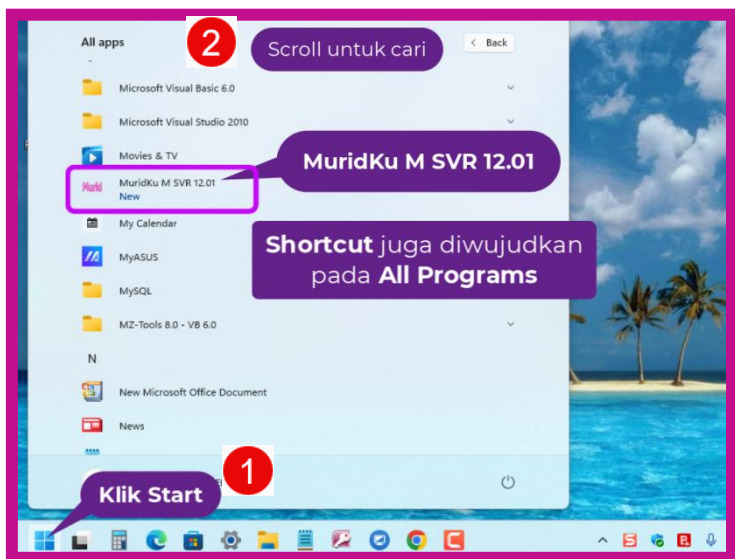 All apps
2
Scroll untuk cari
Back
Microsoft Visual Basic 6.0
Microsoft Visual Studio 2010
Movies & TV
MuridKu M SVR 12.01
Murid
MuridKu M SVR 12.01
New
My Calendar
Shortcut juga diwujudkan
pada All Programs
MyASUS
MySQL
MZ-Tools 8.0 - VB 6.0
N
New Microsoft Office Document
News
1
Klik Start